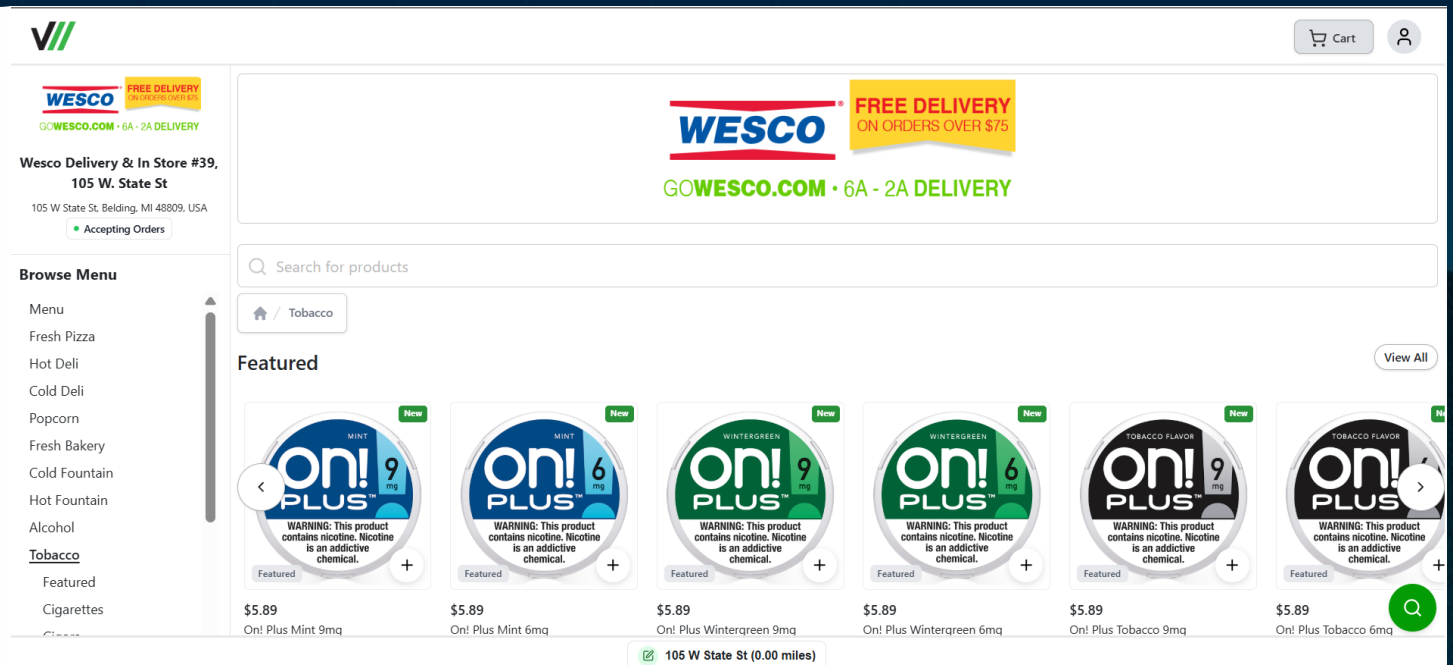 Cart
WESCO
FREE DELIVERY
ON ORDERS OVER $75
GOWESCO.COM • 6A - 2A DELIVERY
Wesco Delivery & In Store #39,
105 W. State St
105 W State St, Belding, MI 48809, USA
Accepting Orders
Browse Menu
Menu
Fresh Pizza
Hot Deli
Cold Deli
Popcorn
Fresh Bakery
Cold Fountain
Hot Fountain
Alcohol
Tobacco
Featured
Cigarettes
Cigars
WESCO®
FREE DELIVERY
ON ORDERS OVER $75
GOWESCO.COM • 6A - 2A DELIVERY
Search for products
/ Tobacco
Featured
View All
New
MINT
on! 9
mg
PLUS™
WARNING: This product
contains nicotine. Nicotine
is an addictive
chemical.
Featured
+
$5.89
On! Plus Mint 9mg
New
MINT
on! 6
mg
PLUS™
WARNING: This product
contains nicotine. Nicotine
is an addictive
chemical.
Featured
+
$5.89
On! Plus Mint 6mg
New
WINTERGREEN
on! 9
mg
PLUS™
WARNING: This product
contains nicotine. Nicotine
is an addictive
chemical.
Featured
+
$5.89
On! Plus Wintergreen 9mg
New
WINTERGREEN
on! 6
mg
PLUS™
WARNING: This product
contains nicotine. Nicotine
is an addictive
chemical.
Featured
+
$5.89
On! Plus Wintergreen 6mg
New
TOBACCO FLAVOR
on! 9
mg
PLUS™
WARNING: This product
contains nicotine. Nicotine
is an addictive
chemical.
Featured
+
$5.89
On! Plus Tobacco 9mg
TOBACCO FLAVOR
on!
PLUS
WARNING: This product
contains nicotine. Nicotine
is an addictive
chemical.
Featured
+
$5.89
On! Plus Tobacco 6mg
105 W State St (0.00 miles)